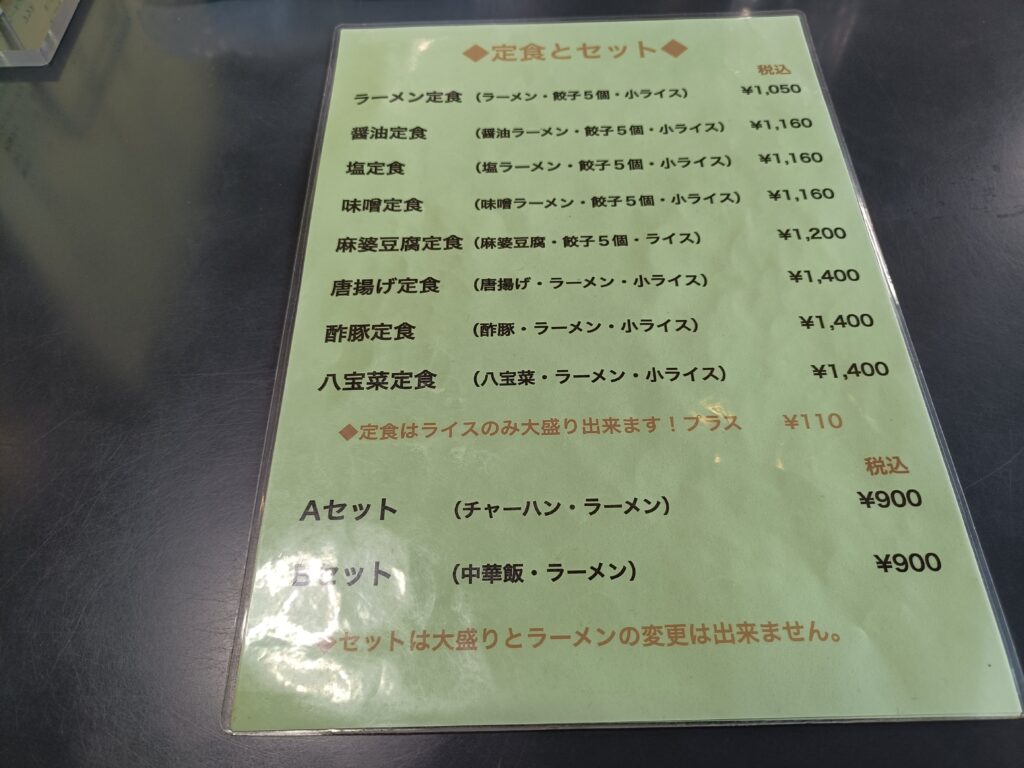 ◆定食とセット◆
税込
ラーメン定食 (ラーメン・餃子5個・小ライス) ¥1,050
醤油定食 (醤油ラーメン・餃子5個・小ライス) ¥1,160
塩定食 (塩ラーメン・餃子5個・小ライス) ¥1,160
味噌定食 (味噌ラーメン・餃子5個・小ライス) ¥1,160
麻婆豆腐定食 (麻婆豆腐・餃子5個・ライス) ¥1,200
唐揚げ定食 (唐揚げ・ラーメン・小ライス) ¥1,400
酢豚定食 (酢豚・ラーメン・小ライス) ¥1,400
八宝菜定食 (八宝菜・ラーメン・小ライス) ¥1,400
◆定食はライスのみ大盛り出来ます!プラス ¥110
税込
Aセット (チャーハン・ラーメン) ¥900
Bセット (中華飯・ラーメン) ¥900
◆セットは大盛りとラーメンの変更は出来ません。